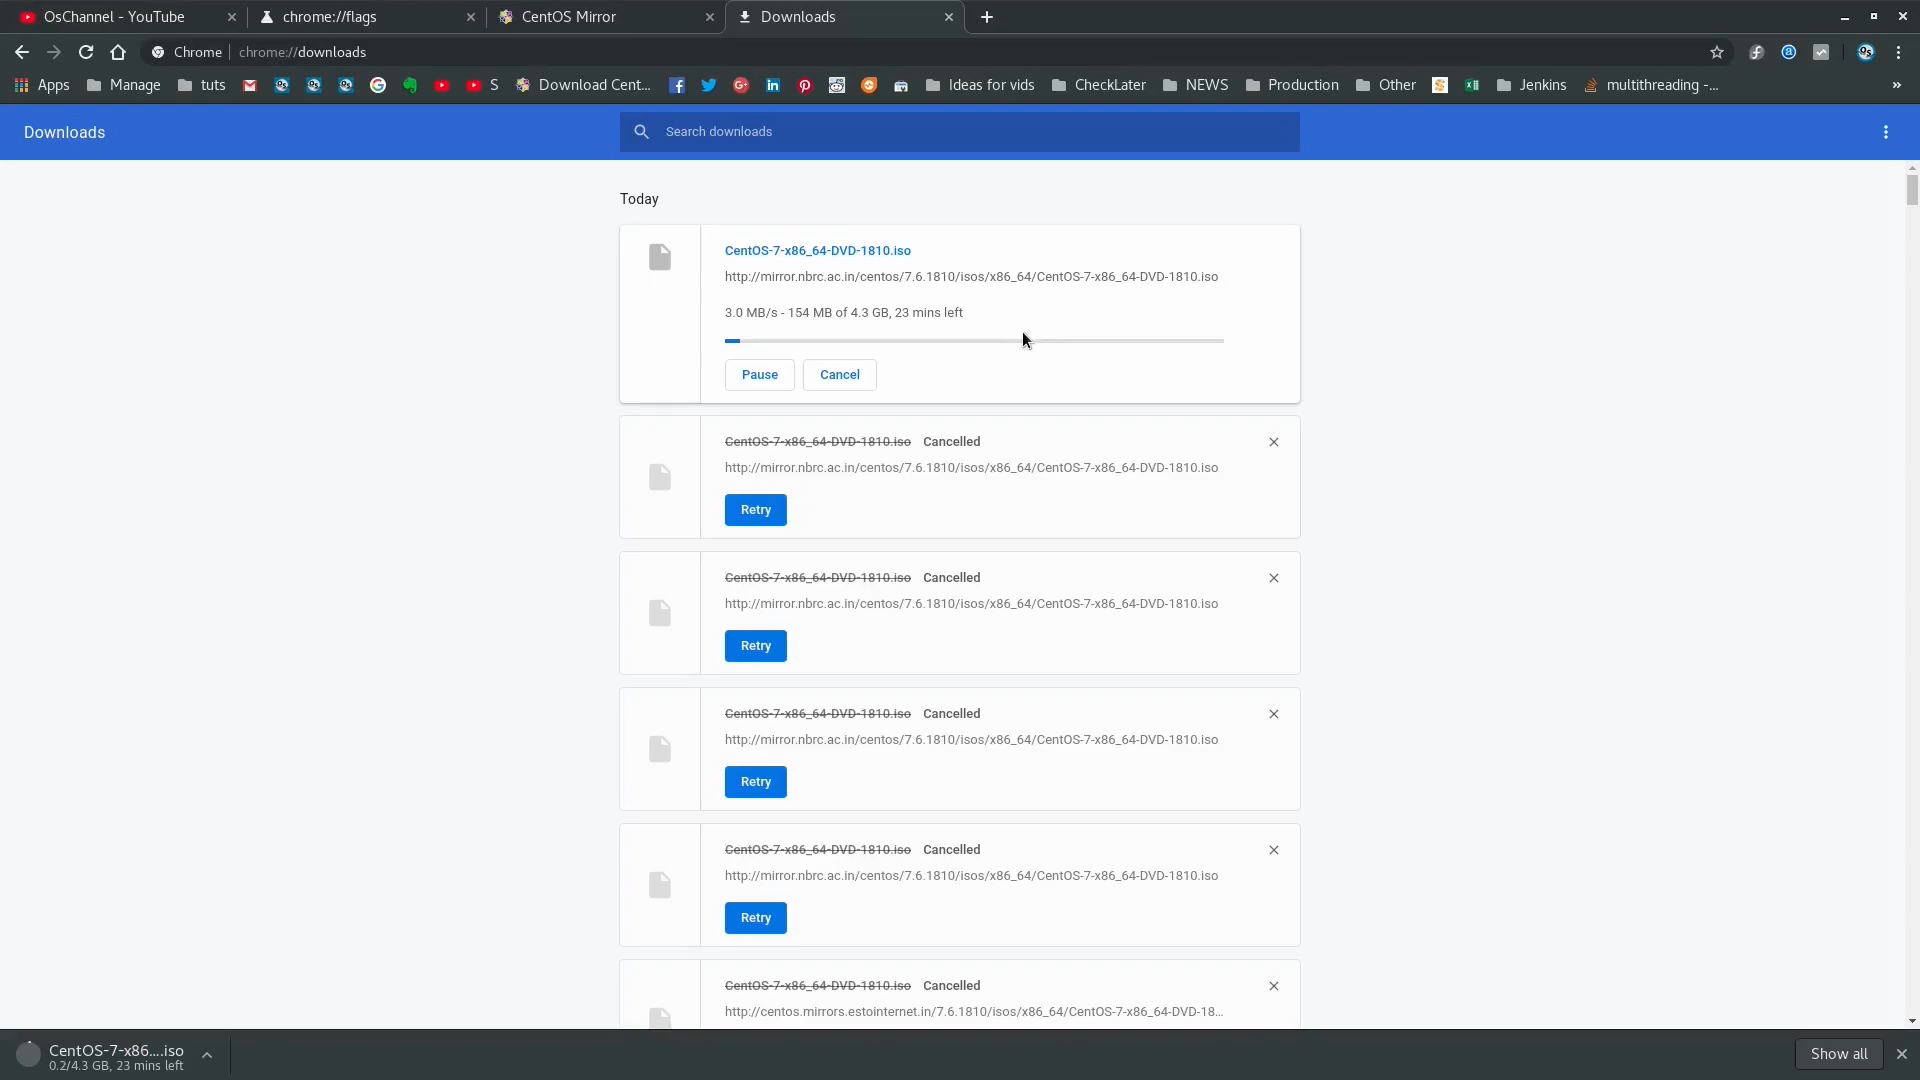 OsChannel - YouTube
chrome://flags
CentOS Mirror
Downloads
Chrome
chrome://downloads
Apps
Manage
tuts
S
Download Cent...
Ideas for vids
CheckLater
NEWS
Production
Other
Jenkins
multithreading -...
Downloads
Search downloads
Today
CentOS-7-x86_64-DVD-1810.iso
http://mirror.nbrc.ac.in/centos/7.6.1810/isos/x86_64/CentOS-7-x86_64-DVD-1810.iso
3.0 MB/s - 154 MB of 4.3 GB, 23 mins left
Pause
Cancel
CentOS-7-x86_64-DVD-1810.iso Cancelled
http://mirror.nbrc.ac.in/centos/7.6.1810/isos/x86_64/CentOS-7-x86_64-DVD-1810.iso
Retry
CentOS-7-x86_64-DVD-1810.iso Cancelled
http://mirror.nbrc.ac.in/centos/7.6.1810/isos/x86_64/CentOS-7-x86_64-DVD-1810.iso
Retry
CentOS-7-x86_64-DVD-1810.iso Cancelled
http://mirror.nbrc.ac.in/centos/7.6.1810/isos/x86_64/CentOS-7-x86_64-DVD-1810.iso
Retry
CentOS-7-x86_64-DVD-1810.iso Cancelled
http://mirror.nbrc.ac.in/centos/7.6.1810/isos/x86_64/CentOS-7-x86_64-DVD-1810.iso
Retry
CentOS-7-x86_64-DVD-1810.iso Cancelled
http://centos.mirrors.estointernet.in/7.6.1810/isos/x86_64/CentOS-7-x86_64-DVD-18...
CentOS-7-x86....iso
0.2/4.3 GB, 23 mins left
Show all